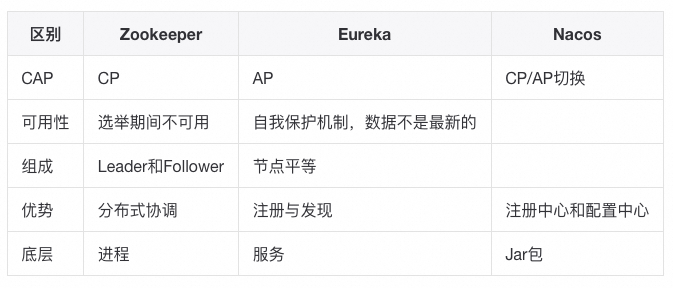 区别 Zookeeper Eureka Nacos
CAP CP AP CP/AP切换
可用性 选举期间不可用 自我保护机制，数据不是最新的
组成 Leader和Follower 节点平等
优势 分布式协调 注册与发现 注册中心和配置中心
底层 进程 服务 Jar包